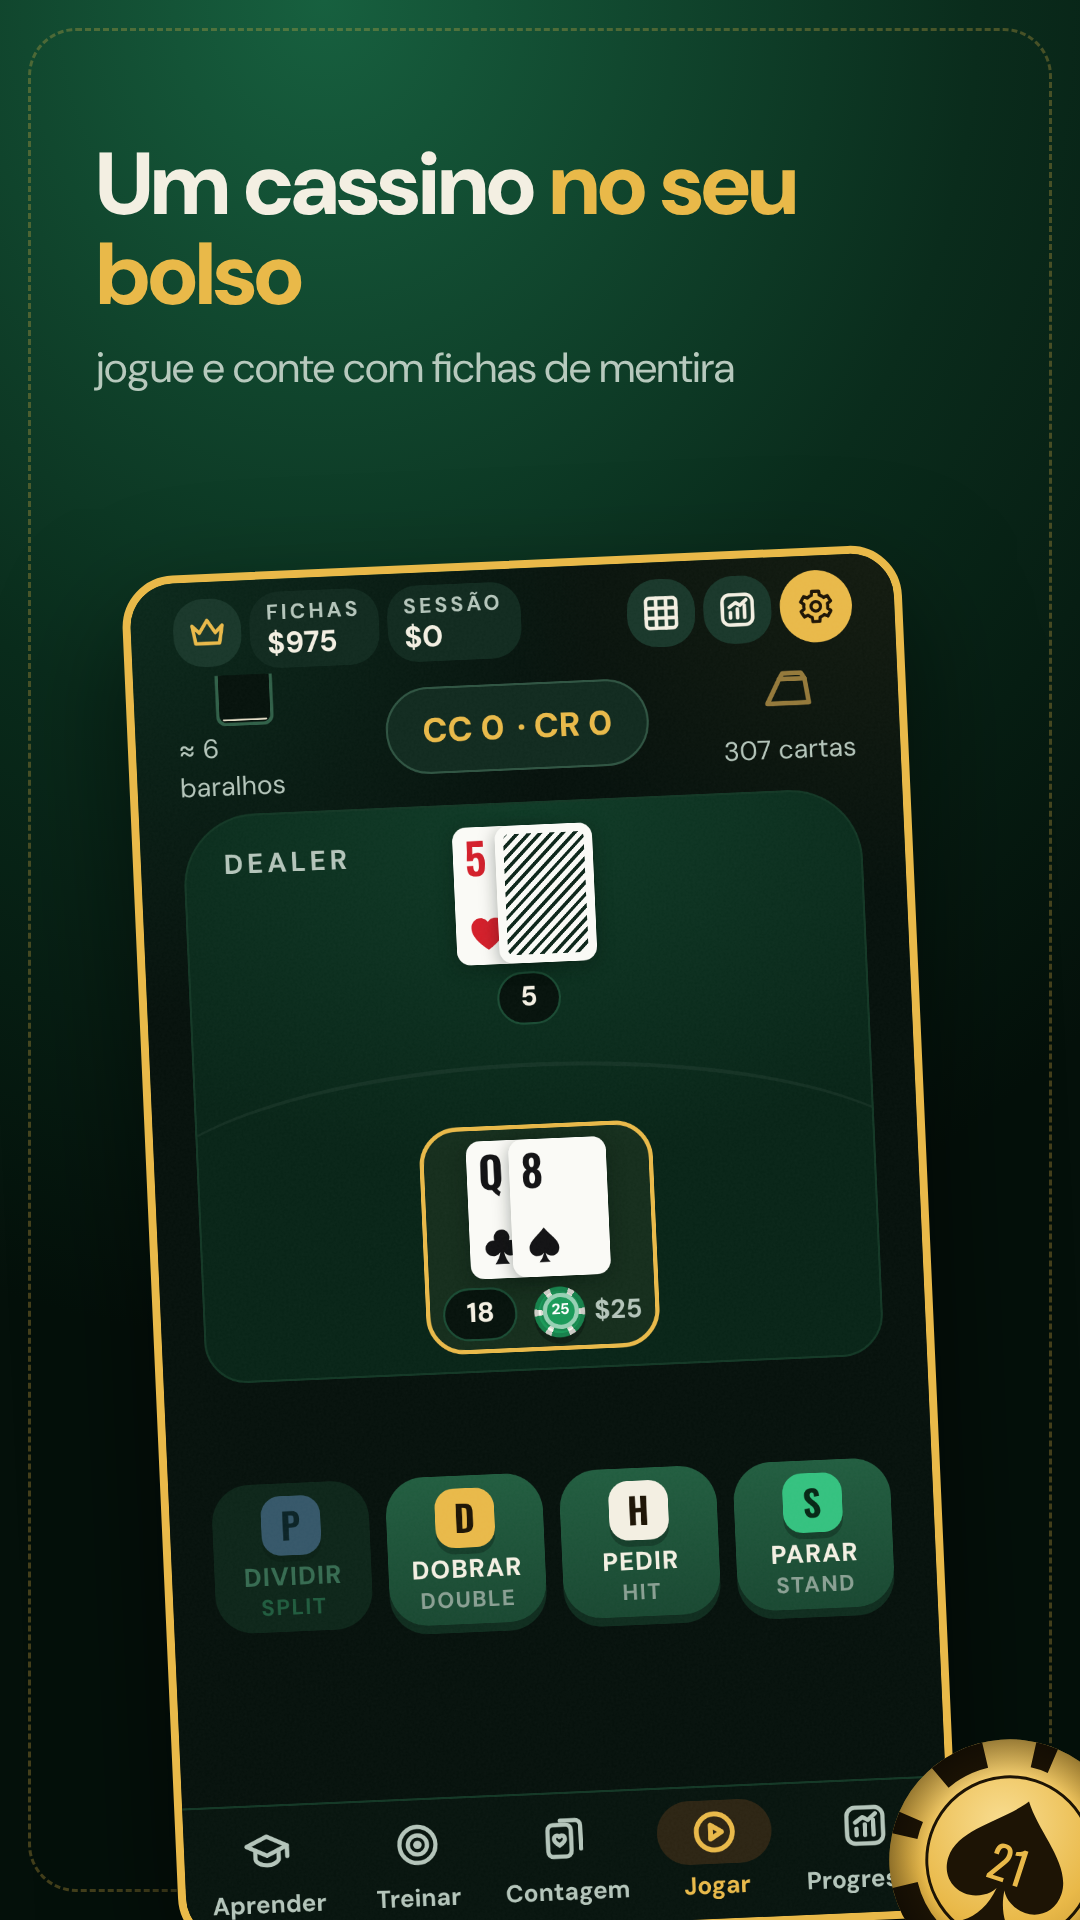 Um cassino no seu
bolso
jogue e conte com fichas de mentira
FICHAS
$975
SESSÃO
$0
≈ 6
baralhos
CC 0 · CR 0
307 cartas
DEALER
5
5
Q
8
18
25
$25
P
DIVIDIR
SPLIT
D
DOBRAR
DOUBLE
H
PEDIR
HIT
S
PARAR
STAND
Aprender
Treinar
Contagem
Jogar
Progres
21